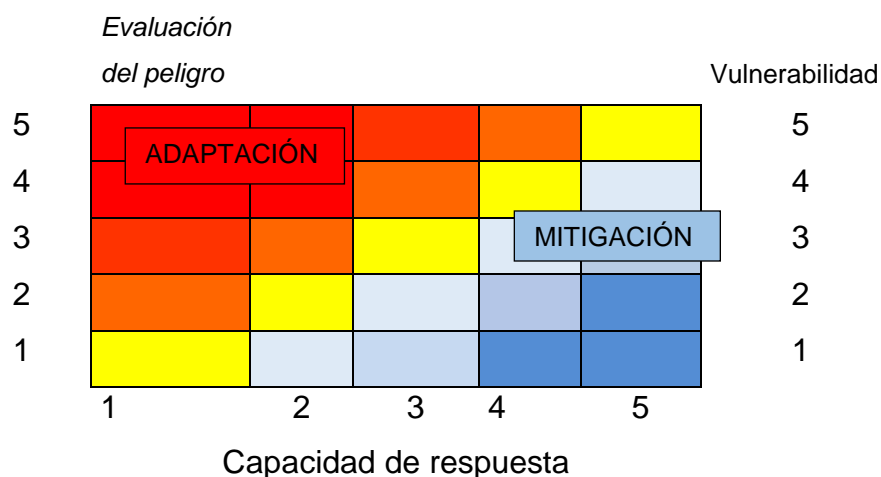 Evaluación
del peligro
Vulnerabilidad
5 5
ADAPTACIÓN
4 4
3 MITIGACIÓN 3
2 2
1 1
1 2 3 4 5
Capacidad de respuesta